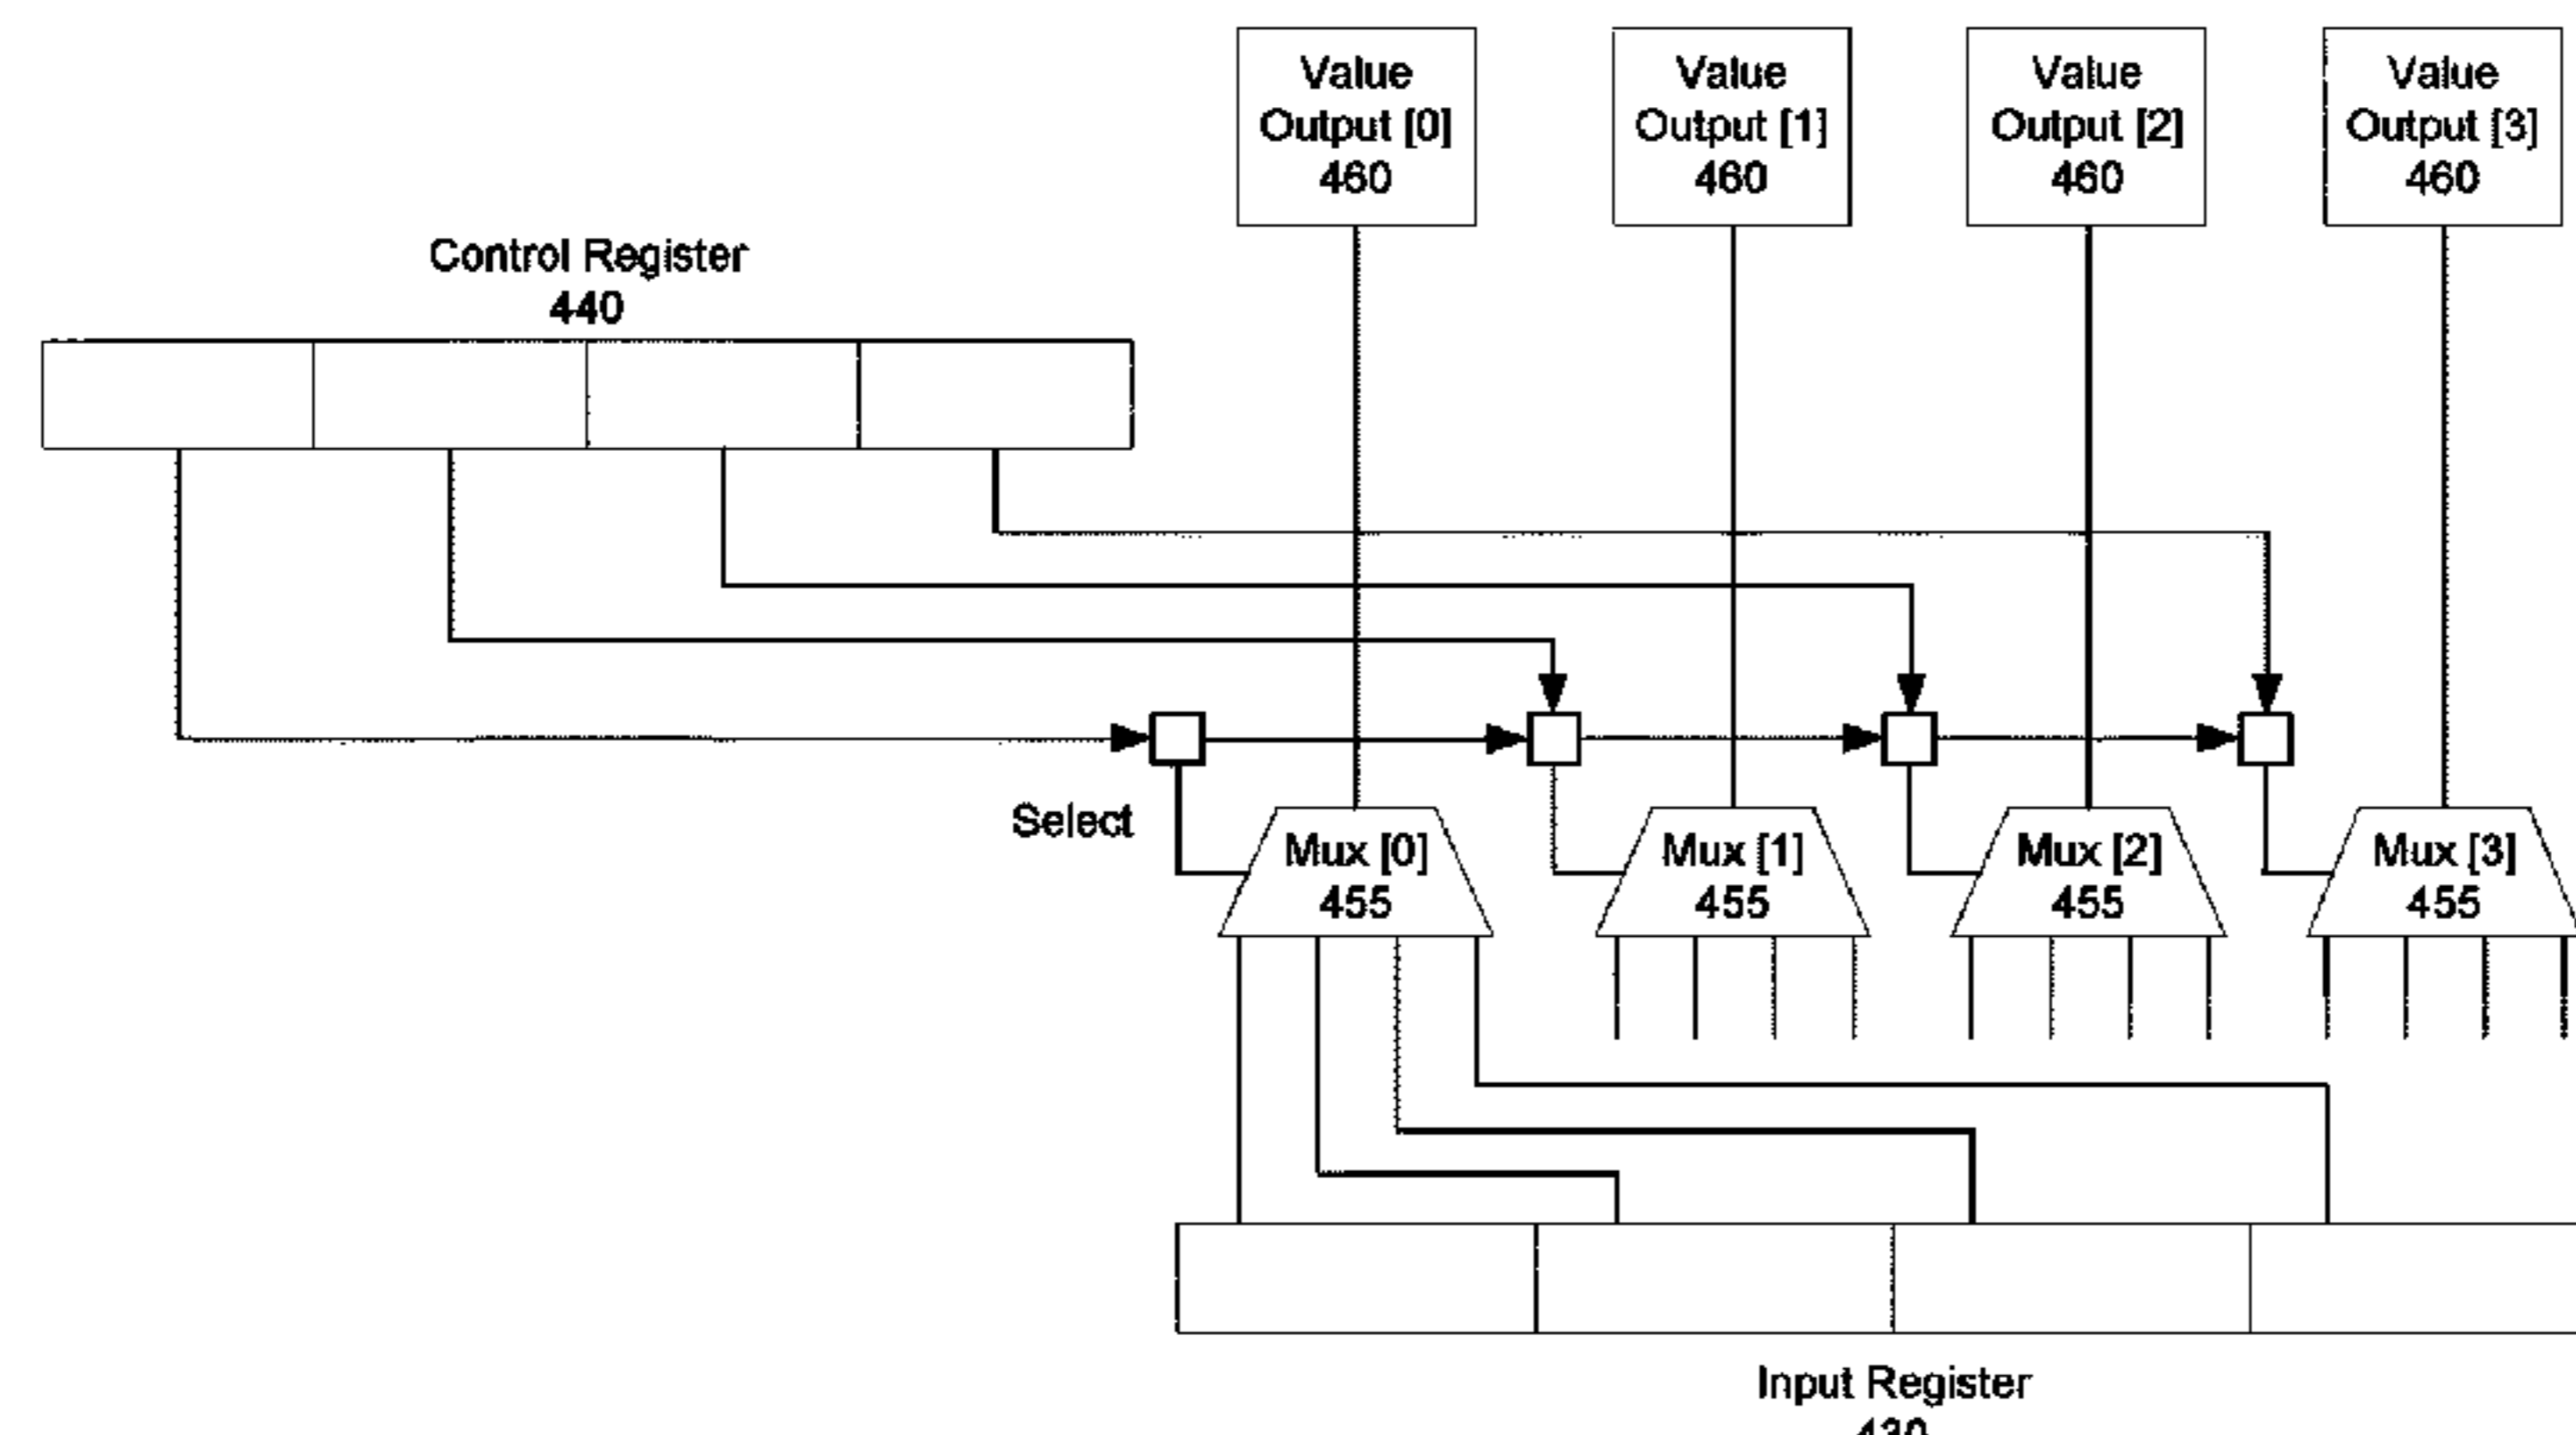 Value
Output [0]
460
Value
Output [1]
460
Value
Output [2]
460
Value
Output [3]
460
Control Register
440
Select
Mux [0]
455
Mux [1]
455
Mux [2]
455
Mux [3]
455
Input Register
430